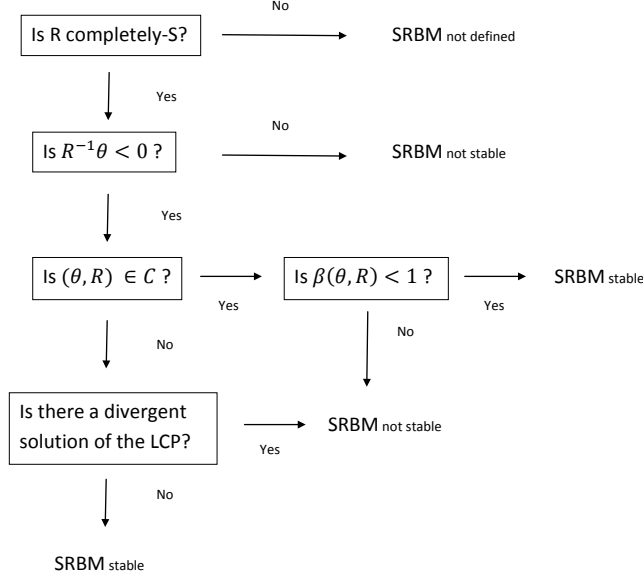 No
Is R completely-S?
SRBM not defined
Yes
No
Is R⁻¹θ < 0 ?
SRBM not stable
Yes
Is (θ, R) ∈ C ?
Yes
Is β(θ, R) < 1 ?
Yes
SRBM stable
No
No
Is there a divergent
solution of the LCP?
Yes
SRBM not stable
No
SRBM stable